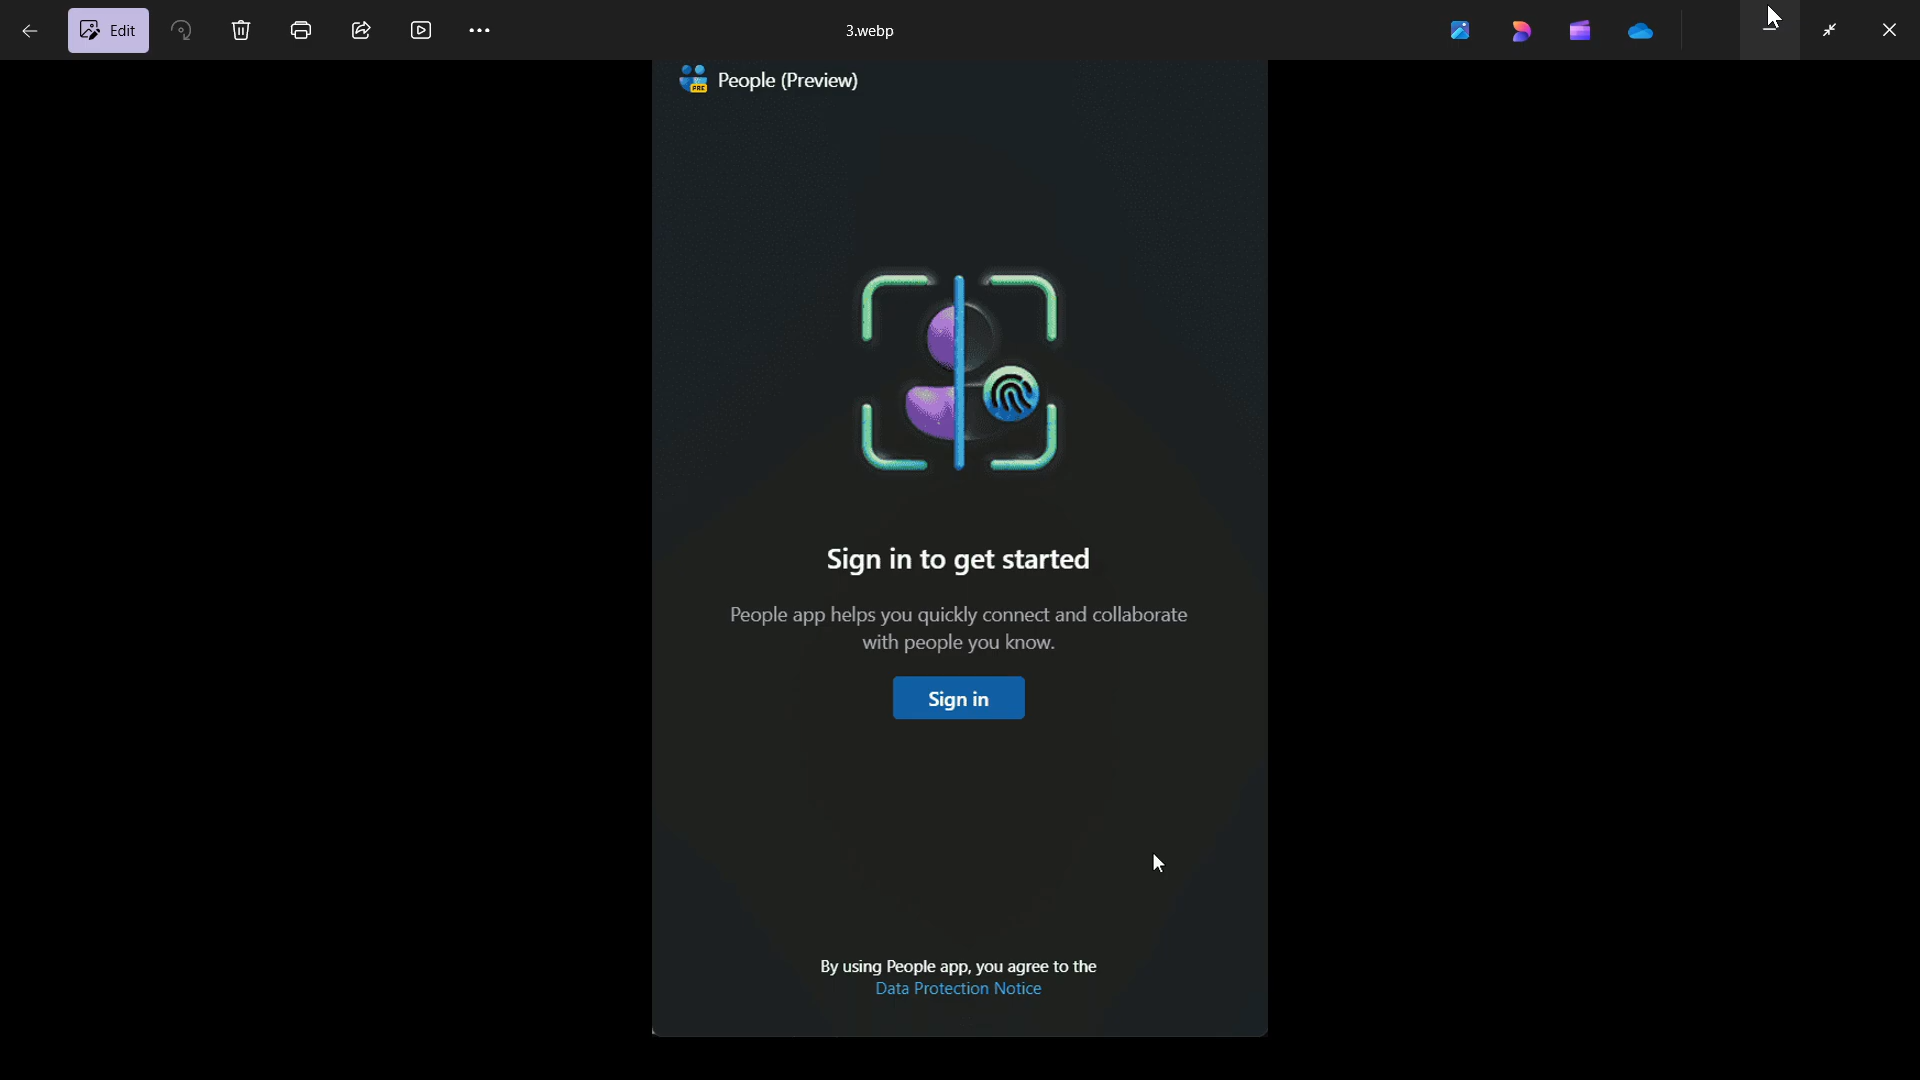 Edit
3.webp
People (Preview)
PRE
Sign in to get started
People app helps you quickly connect and collaborate
with people you know.
Sign in
By using People app, you agree to the
Data Protection Notice